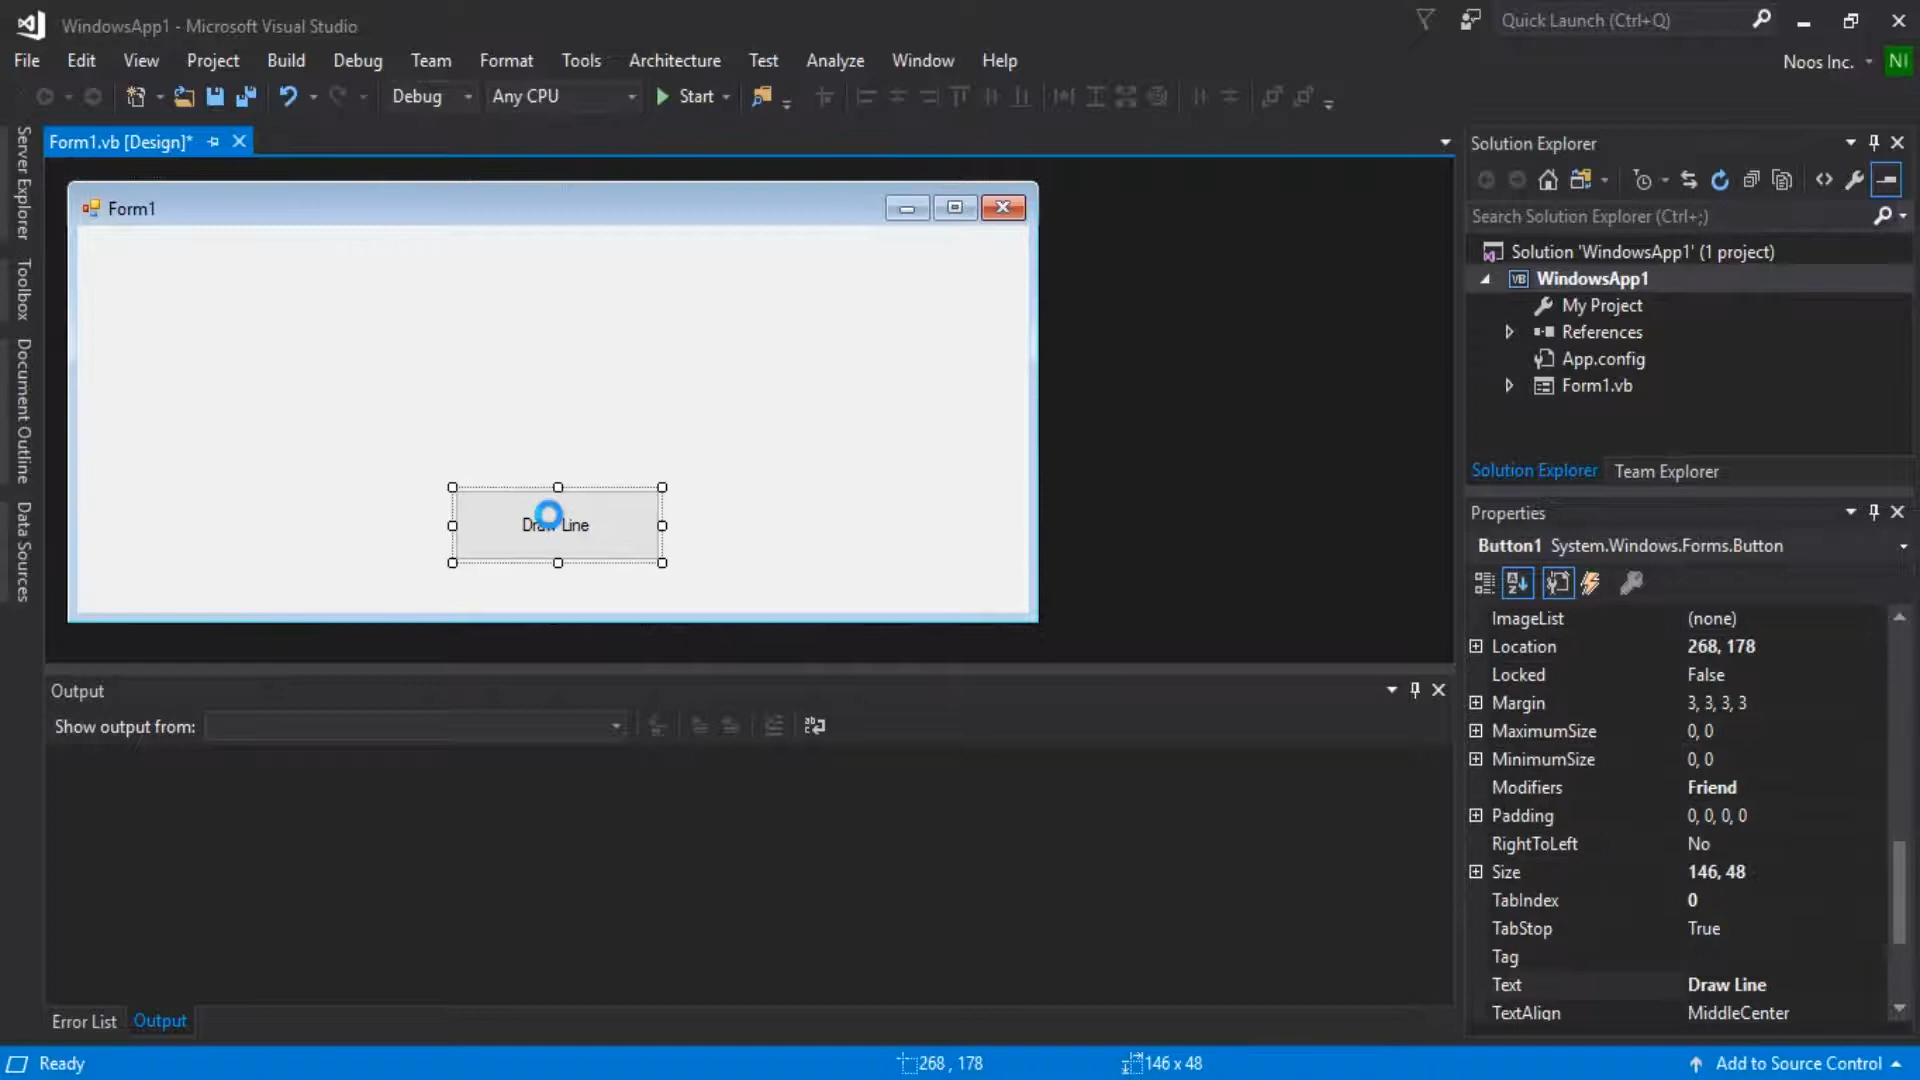 WindowsApp1 - Microsoft Visual Studio
Quick Launch (Ctrl+Q)
File Edit View Project Build Debug Team Format Tools Architecture Test Analyze Window Help
Noos Inc. NI
Debug Any CPU Start
Server Explorer
Toolbox
Document Outline
Data Sources
Form1.vb [Design]*
Form1
Draw Line
Output
Show output from:
Error List Output
Solution Explorer
Search Solution Explorer (Ctrl+;)
Solution 'WindowsApp1' (1 project)
VB WindowsApp1
My Project
References
App.config
Form1.vb
Solution Explorer Team Explorer
Properties
Button1 System.Windows.Forms.Button
ImageList (none)
Location 268, 178
Locked False
Margin 3, 3, 3, 3
MaximumSize 0, 0
MinimumSize 0, 0
Modifiers Friend
Padding 0, 0, 0, 0
RightToLeft No
Size 146, 48
TabIndex 0
TabStop True
Tag
Text Draw Line
TextAlign MiddleCenter
Ready 268 , 178 146 x 48 Add to Source Control